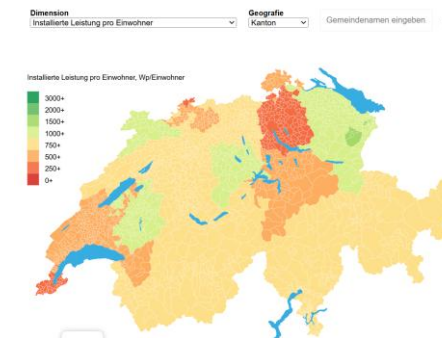 Dimension
Installierte Leistung pro Einwohner
Geografie
Kanton
Gemeindenamen eingeben
Installierte Leistung pro Einwohner, Wp/Einwohner
3000+
2000+
1500+
1000+
750+
500+
250+
0+